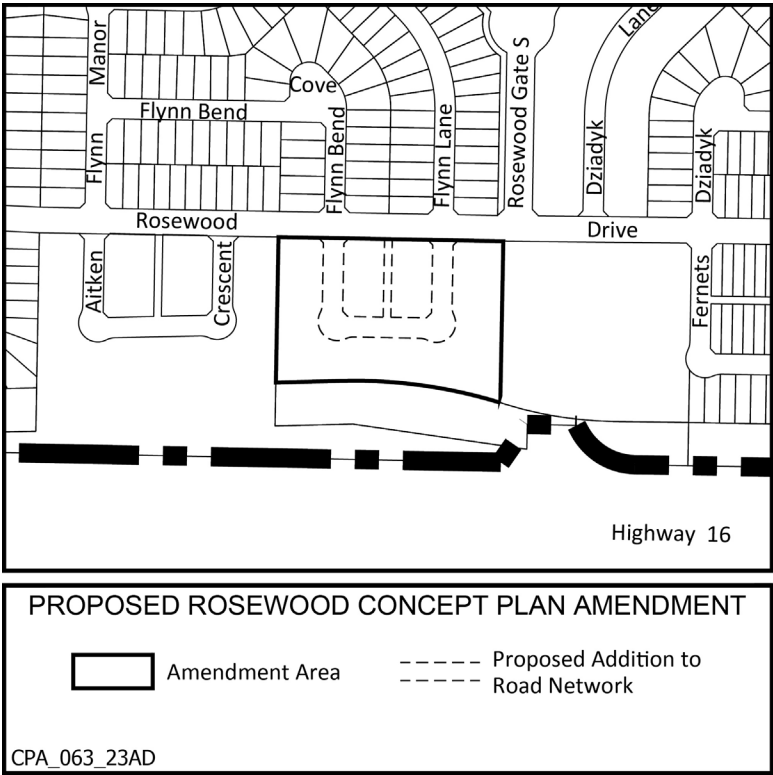 Manor
Flynn
Flynn Bend
Cove
Flynn Bend
Flynn Lane
Rosewood Gate S
Lane
Dziadyk
Dziadyk
Rosewood
Drive
Aitken
Crescent
Fernets
Highway 16
PROPOSED ROSEWOOD CONCEPT PLAN AMENDMENT
Amendment Area
Proposed Addition to
Road Network
CPA_063_23AD